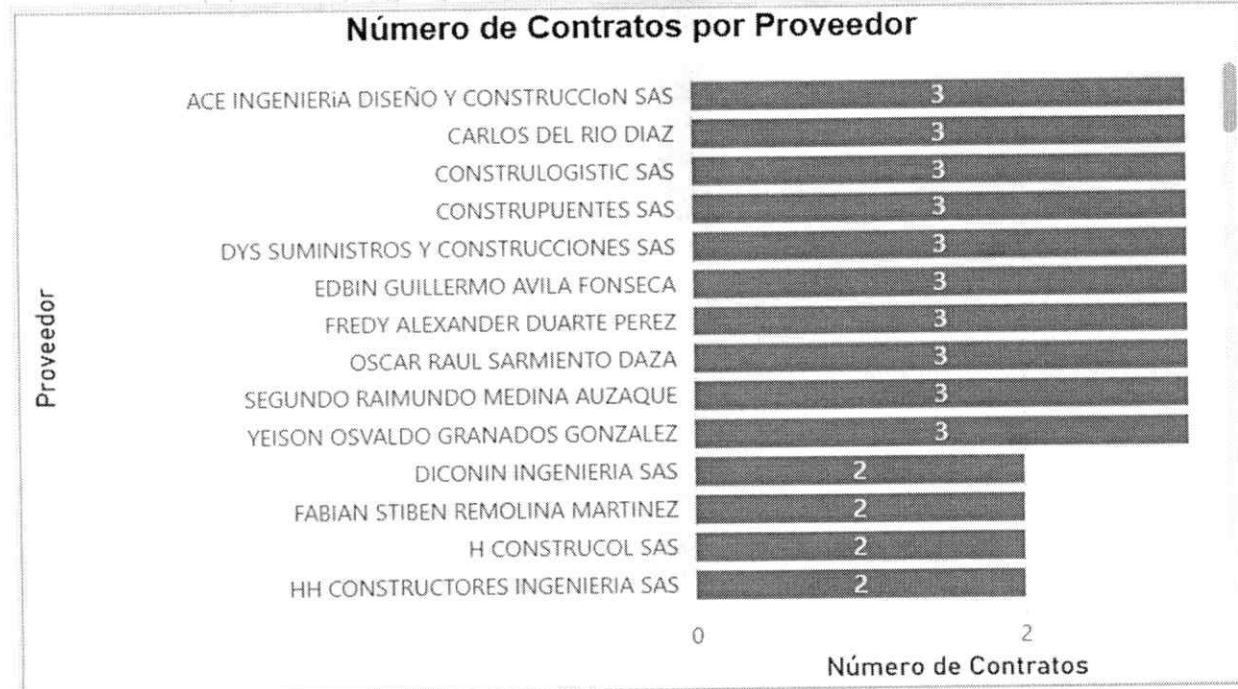 Número de Contratos por Proveedor
ACE INGENIERiA DISEÑO Y CONSTRUCCIoN SAS 3
CARLOS DEL RIO DIAZ 3
CONSTRULOGISTIC SAS 3
CONSTRUPUENTES SAS 3
DYS SUMINISTROS Y CONSTRUCCIONES SAS 3
EDBIN GUILLERMO AVILA FONSECA 3
FREDY ALEXANDER DUARTE PEREZ 3
OSCAR RAUL SARMIENTO DAZA 3
SEGUNDO RAIMUNDO MEDINA AUZAQUE 3
YEISON OSVALDO GRANADOS GONZALEZ 3
DICONIN INGENIERIA SAS 2
FABIAN STIBEN REMOLINA MARTINEZ 2
H CONSTRUCOL SAS 2
HH CONSTRUCTORES INGENIERIA SAS 2
Proveedor
0 2
Número de Contratos